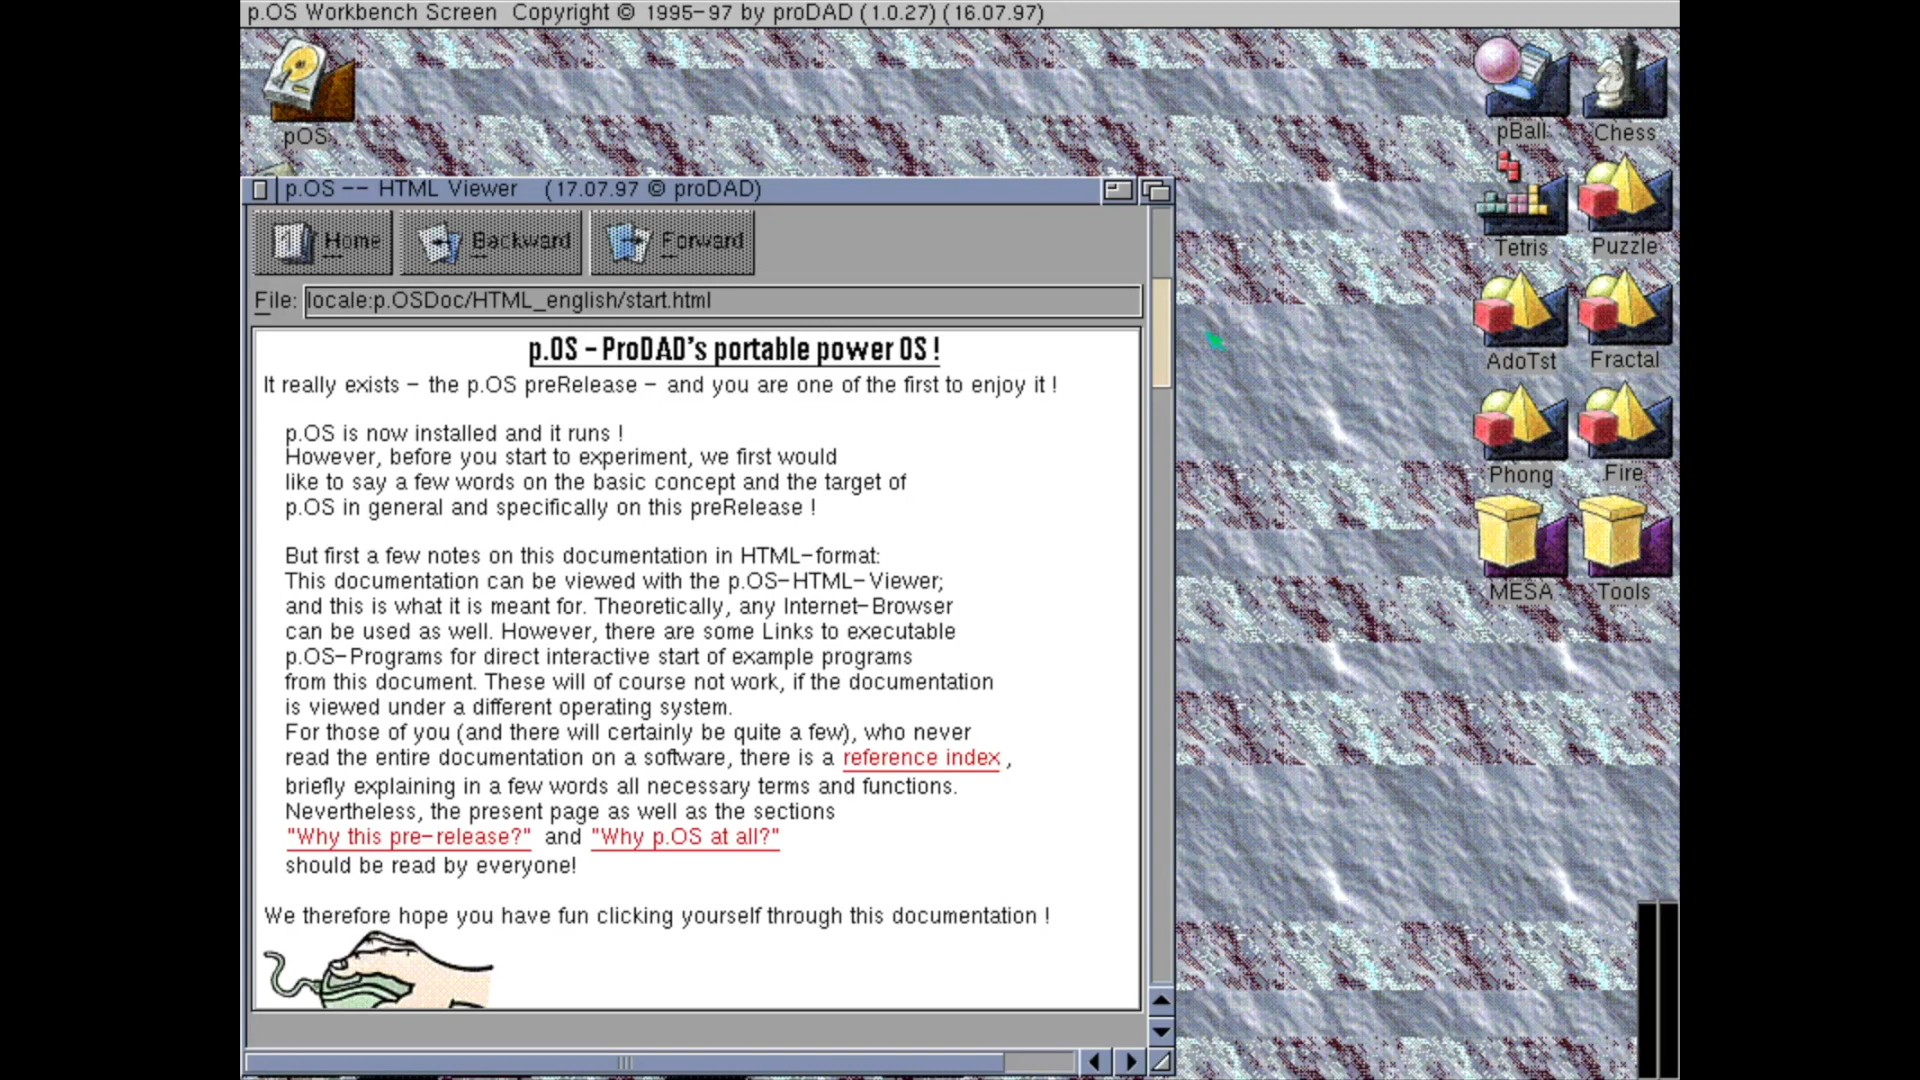 p.OS Workbench Screen Copyright © 1995-97 by proDAD (1.0.27) (16.07.97)
pOS
pBall
Chess
Tetris
Puzzle
AdoTst
Fractal
Phong
Fire
MESA
Tools
p.OS -- HTML Viewer (17.07.97 © proDAD)
Home
Backward
Forward
File: locale:p.OSDoc/HTML_english/start.html
p.OS - ProDAD's portable power OS !
It really exists - the p.OS preRelease - and you are one of the first to enjoy it !
p.OS is now installed and it runs !
However, before you start to experiment, we first would
like to say a few words on the basic concept and the target of
p.OS in general and specifically on this preRelease !
But first a few notes on this documentation in HTML-format:
This documentation can be viewed with the p.OS-HTML-Viewer;
and this is what it is meant for. Theoretically, any Internet-Browser
can be used as well. However, there are some Links to executable
p.OS-Programs for direct interactive start of example programs
from this document. These will of course not work, if the documentation
is viewed under a different operating system.
For those of you (and there will certainly be quite a few), who never
read the entire documentation on a software, there is a reference index ,
briefly explaining in a few words all necessary terms and functions.
Nevertheless, the present page as well as the sections
"Why this pre-release?" and "Why p.OS at all?"
should be read by everyone!
We therefore hope you have fun clicking yourself through this documentation !